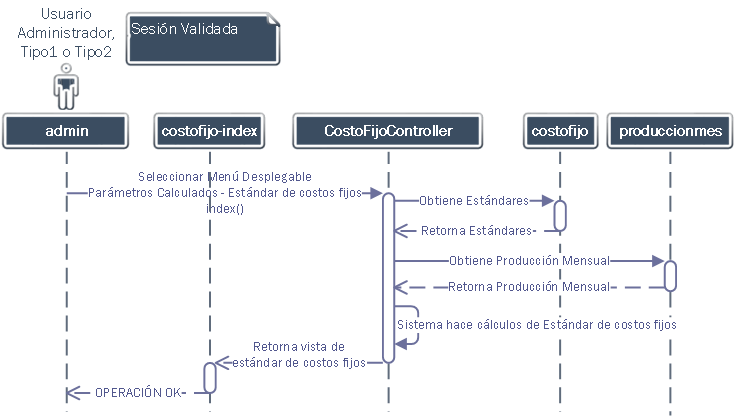 Usuario
Administrador,
Tipo1 o Tipo2
Sesión Validada
admin
costofijo-index
CostoFijoController
costofijo
produccionmes
Seleccionar Menú Desplegable
Parámetros Calculados - Estándar de costos fijos
index()
Obtiene Estándares
Retorna Estándares
Obtiene Producción Mensual
Retorna Producción Mensual
Sistema hace cálculos de Estándar de costos fijos
Retorna vista de
estándar de costos fijos
OPERACIÓN OK